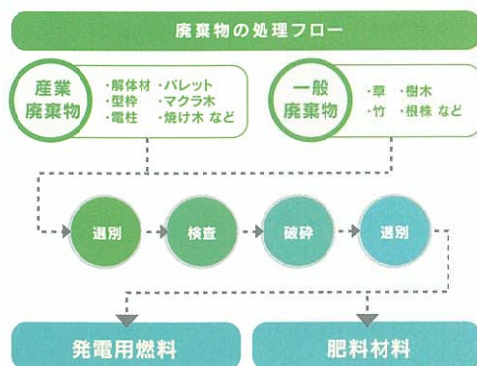 廃棄物の処理フロー
産業
廃棄物
・解体材 ・パレット
・型枠 ・マクラ木
・電柱 ・焼け木 など
一般
廃棄物
・草 ・樹木
・竹 ・根株 など
選別
検査
破砕
選別
発電用燃料
肥料材料